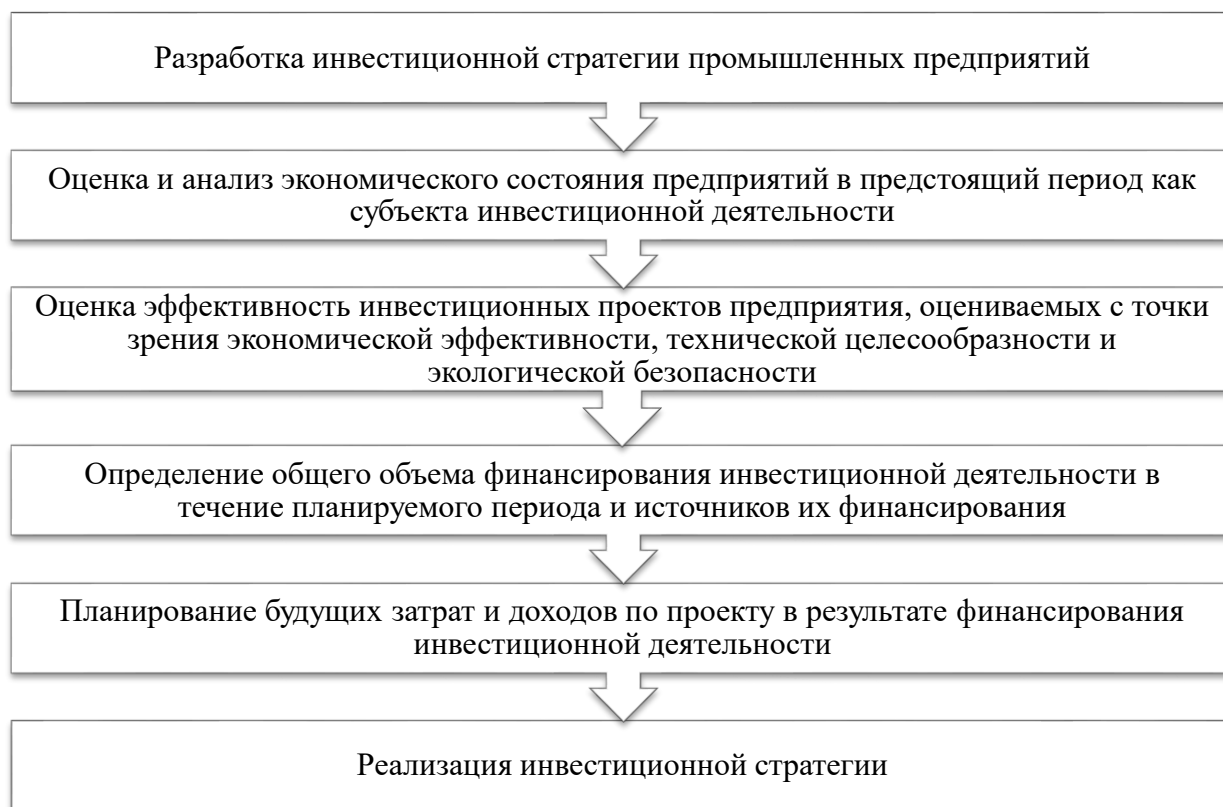 Разработка инвестиционной стратегии промышленных предприятий
Оценка и анализ экономического состояния предприятий в предстоящий период как
субъекта инвестиционной деятельности
Оценка эффективность инвестиционных проектов предприятия, оцениваемых с точки
зрения экономической эффективности, технической целесообразности и
экологической безопасности
Определение общего объема финансирования инвестиционной деятельности в
течение планируемого периода и источников их финансирования
Планирование будущих затрат и доходов по проекту в результате финансирования
инвестиционной деятельности
Реализация инвестиционной стратегии